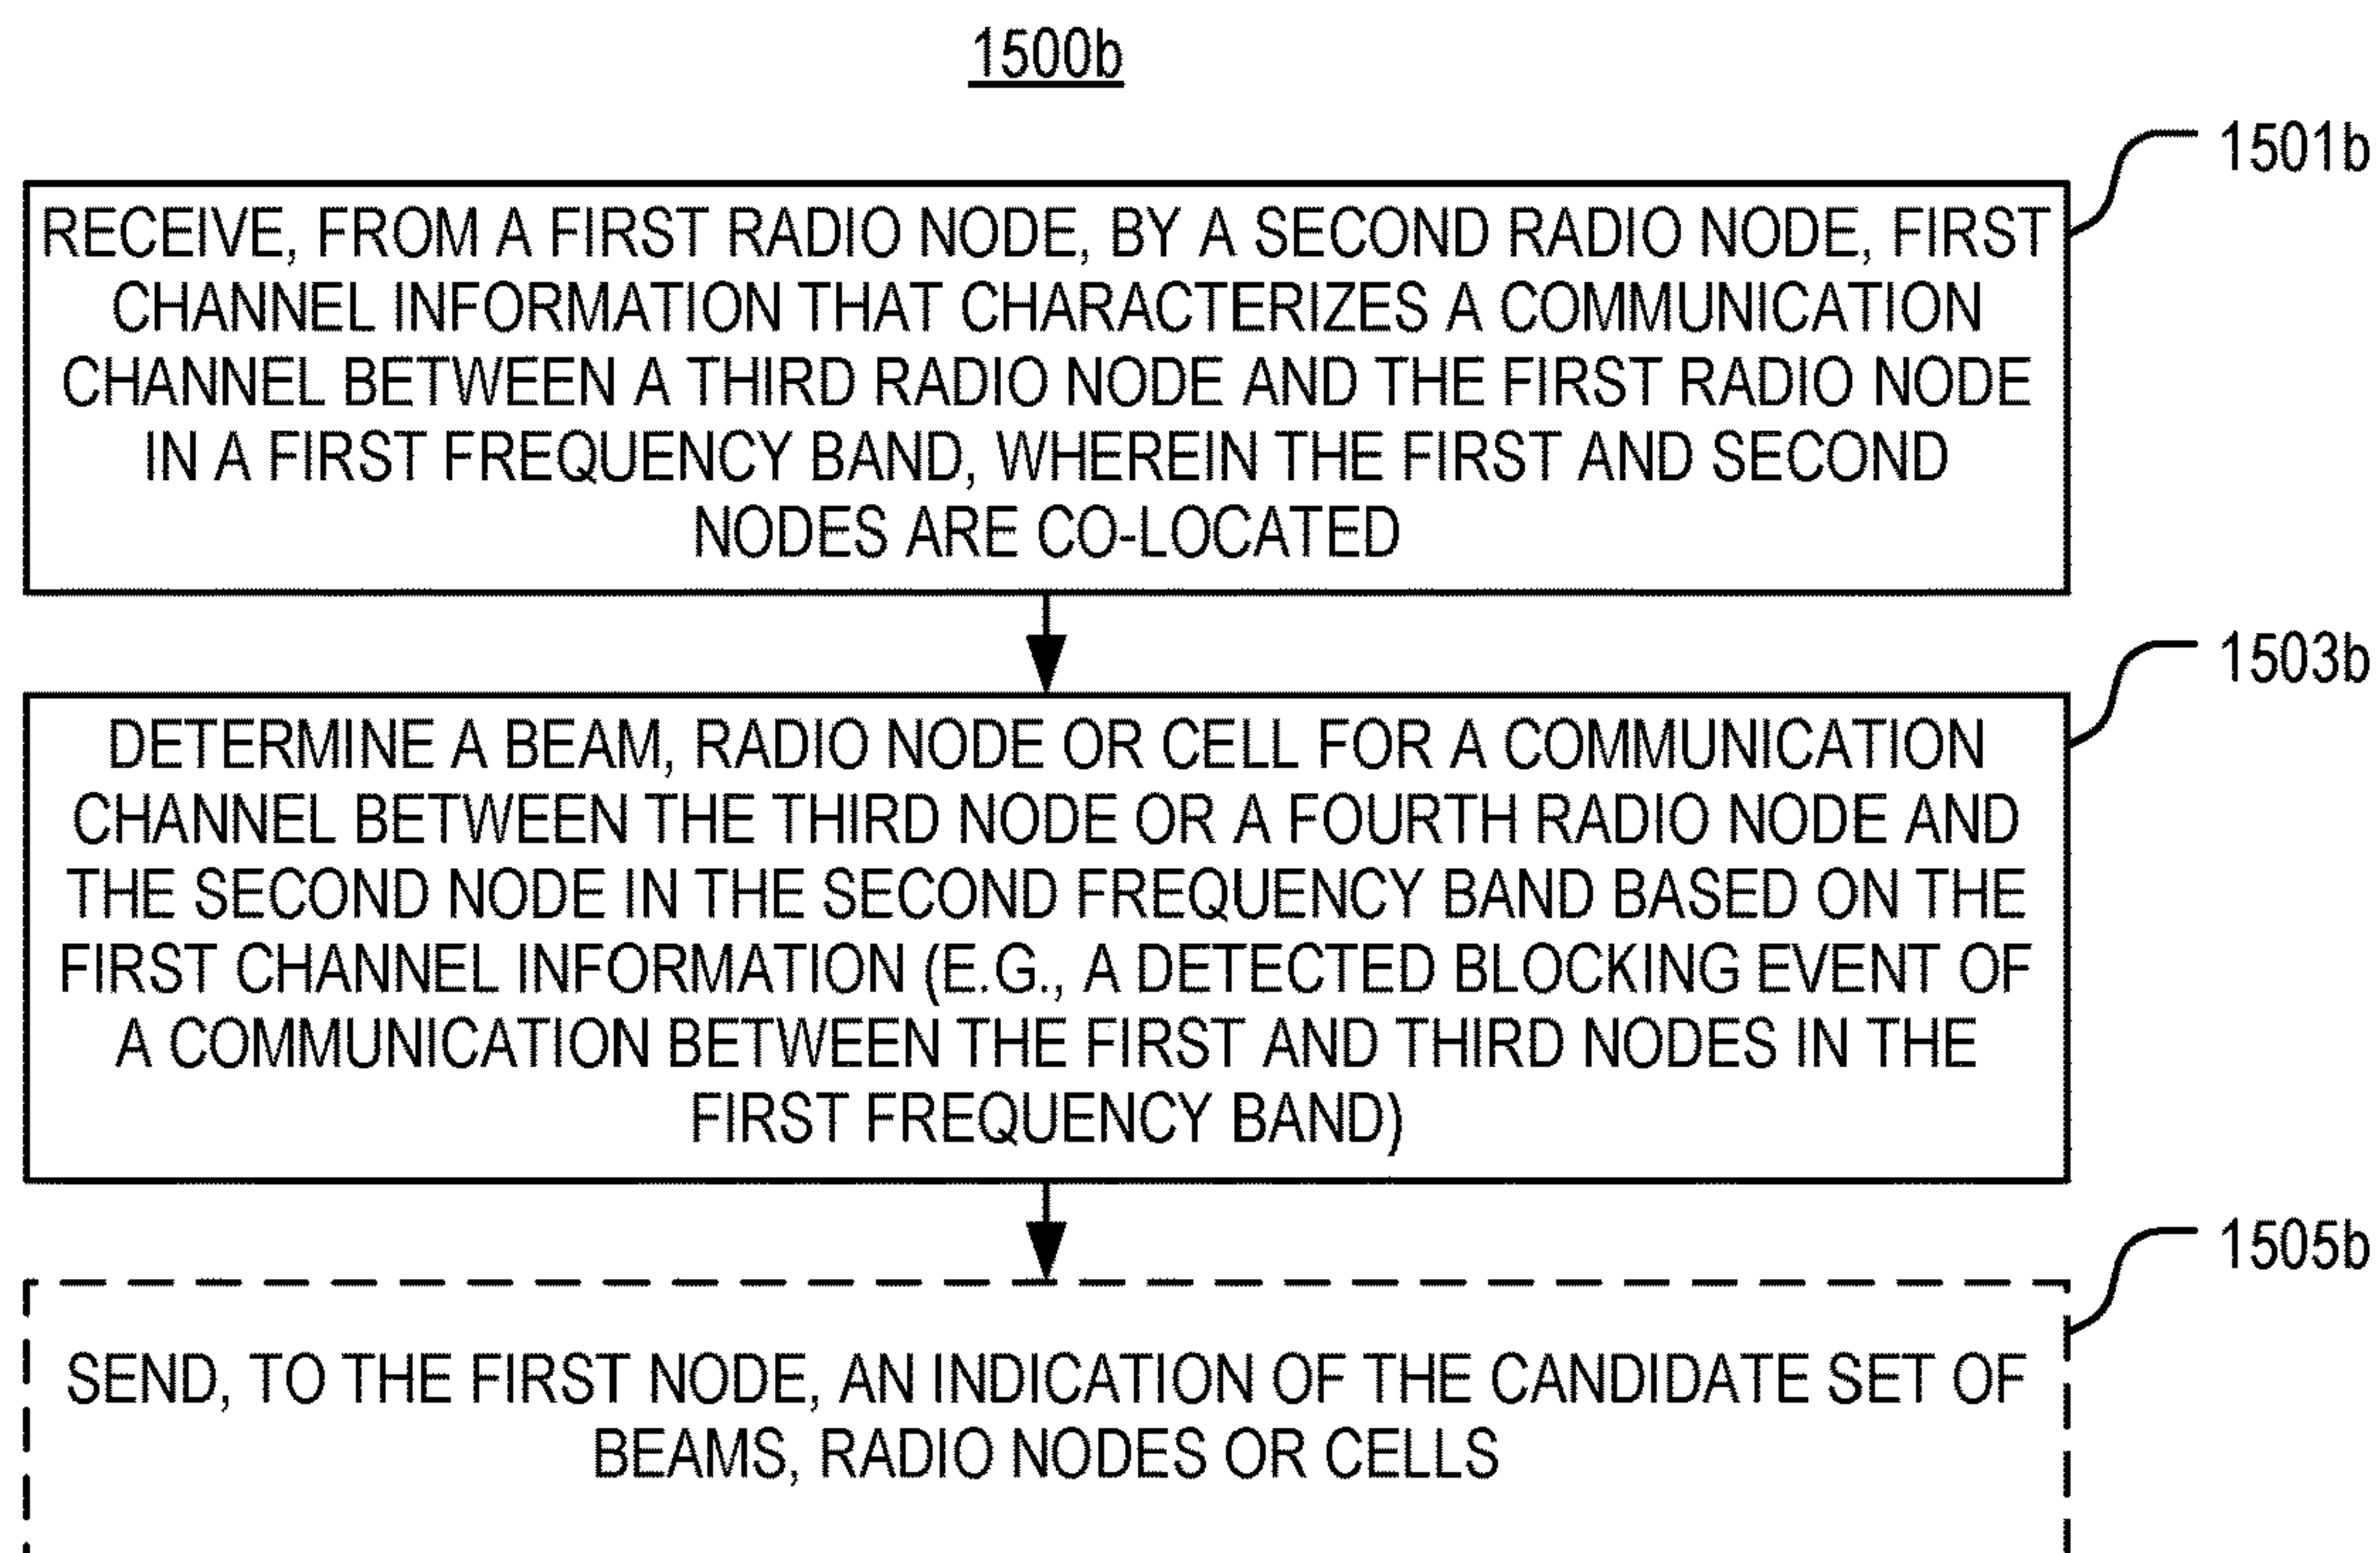 1500b
1501b
RECEIVE, FROM A FIRST RADIO NODE, BY A SECOND RADIO NODE, FIRST
CHANNEL INFORMATION THAT CHARACTERIZES A COMMUNICATION
CHANNEL BETWEEN A THIRD RADIO NODE AND THE FIRST RADIO NODE
IN A FIRST FREQUENCY BAND, WHEREIN THE FIRST AND SECOND
NODES ARE CO-LOCATED
1503b
DETERMINE A BEAM, RADIO NODE OR CELL FOR A COMMUNICATION
CHANNEL BETWEEN THE THIRD NODE OR A FOURTH RADIO NODE AND
THE SECOND NODE IN THE SECOND FREQUENCY BAND BASED ON THE
FIRST CHANNEL INFORMATION (E.G., A DETECTED BLOCKING EVENT OF
A COMMUNICATION BETWEEN THE FIRST AND THIRD NODES IN THE
FIRST FREQUENCY BAND)
1505b
SEND, TO THE FIRST NODE, AN INDICATION OF THE CANDIDATE SET OF
BEAMS, RADIO NODES OR CELLS